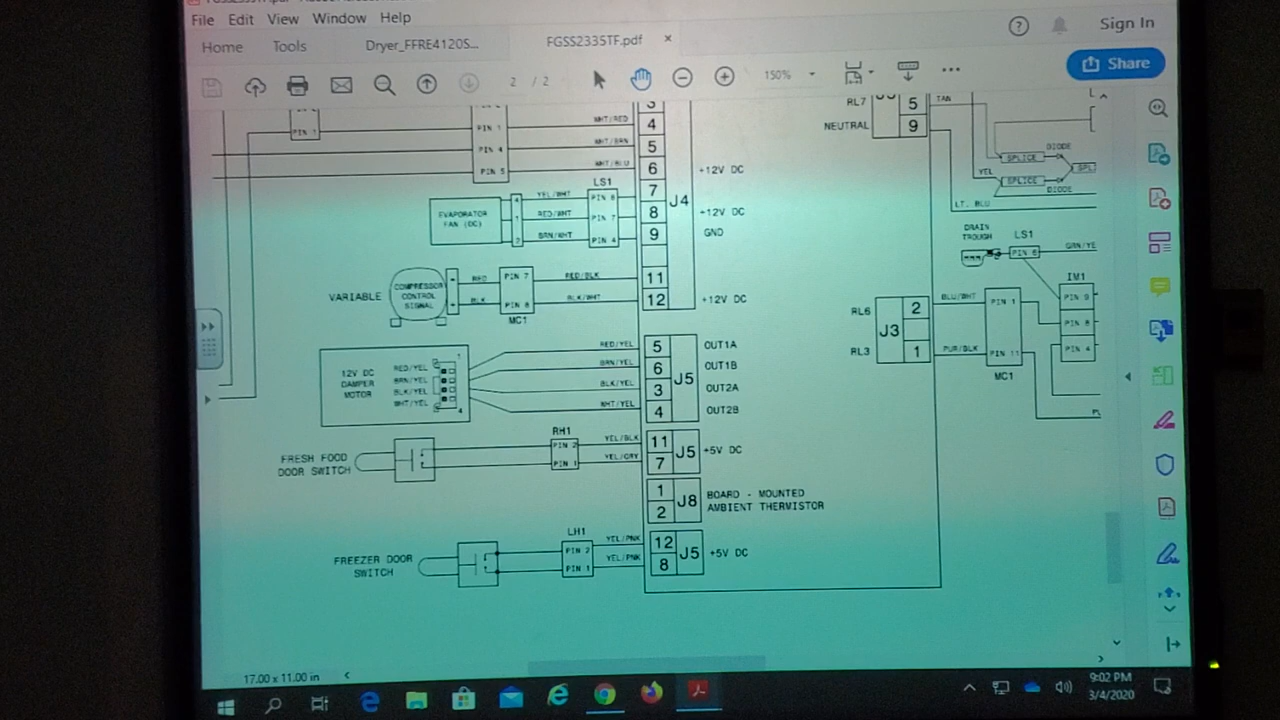 File Edit View Window Help
Home Tools Dryer_FFRE4120S... FGSS2335TF.pdf × Sign In
2 / 2 150% Share
3
PIN 1
4 WHT/RED
PIN 4
5 WHT/BRN
PIN 5
6 WHT/BLU +12V DC
7
8 +12V DC
9 GND
J4
11
12 +12V DC
EVAPORATOR
FAN (DC)
YEL/WHT
RED/WHT
BRN/WHT
LS1
PIN 7
PIN 4
VARIABLE
COMPRESSOR
CONTROL
SIGNAL
RED
BLK
PIN 7
PIN 8
MC1
RED/BLK
BLK/WHT
12V DC
DAMPER
MOTOR
RED/YEL
BRN/YEL
BLK/YEL
WHT/YEL
1
4
RED/YEL 5 OUT1A
BRN/YEL 6 OUT1B
BLK/YEL 3 OUT2A
WHT/YEL 4 OUT2B
J5
FRESH FOOD
DOOR SWITCH
RH1
PIN 2 YEL/BLK 11
PIN 1 YEL/GRY 7
J5 +5V DC
1
2
J8
BOARD - MOUNTED
AMBIENT THERMISTOR
FREEZER DOOR
SWITCH
LH1
PIN 2 YEL/PNK 12
PIN 1 YEL/PNK 8
J5 +5V DC
RL7 5 TAN
NEUTRAL 9
SPLICE DIODE
YEL SPLICE DIODE
SPL
LT. BLU
DRAIN
TROUGH
LS1
PIN 6
GRN/YE
IM1
PIN 4
RL6 2 BLU/WHT PIN 1
J3
RL3 1 PUR/BLK PIN 11
MC1
17.00 x 11.00 in
9:02 PM
3/4/2020